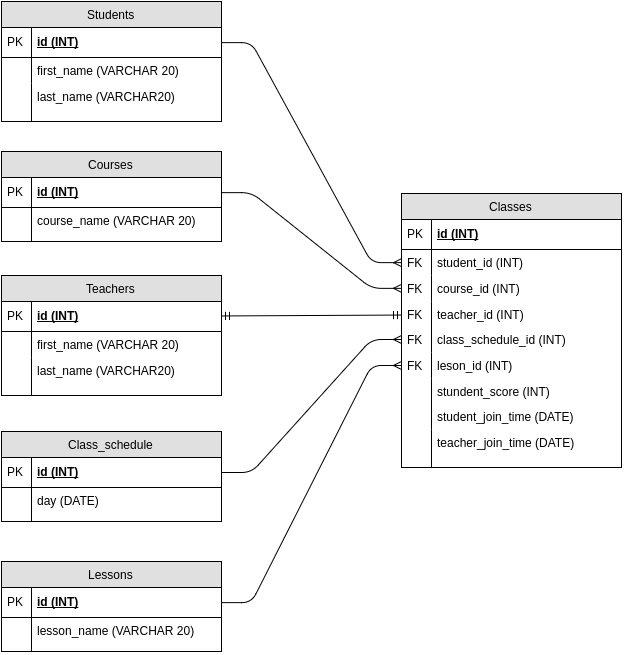 Students
PK id (INT)
first_name (VARCHAR 20)
last_name (VARCHAR20)
Courses
PK id (INT)
course_name (VARCHAR 20)
Teachers
PK id (INT)
first_name (VARCHAR 20)
last_name (VARCHAR20)
Class_schedule
PK id (INT)
day (DATE)
Lessons
PK id (INT)
lesson_name (VARCHAR 20)
Classes
PK id (INT)
FK student_id (INT)
FK course_id (INT)
FK teacher_id (INT)
FK class_schedule_id (INT)
FK leson_id (INT)
stundent_score (INT)
student_join_time (DATE)
teacher_join_time (DATE)